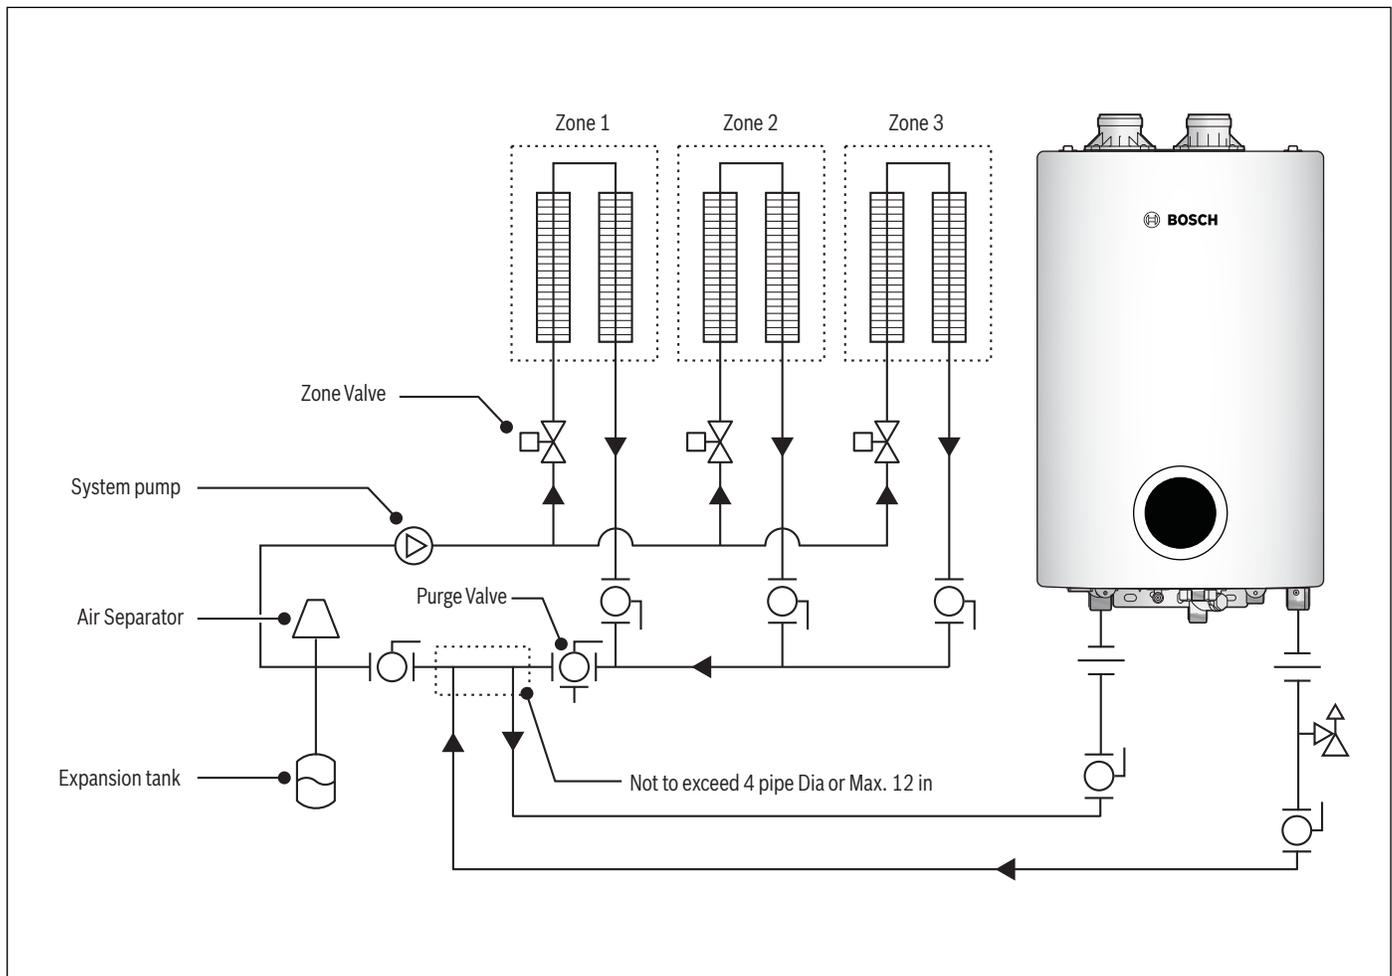 Zone 1
Zone 2
Zone 3
BOSCH
Zone Valve
System pump
Purge Valve
Air Separator
Expansion tank
Not to exceed 4 pipe Dia or Max. 12 in